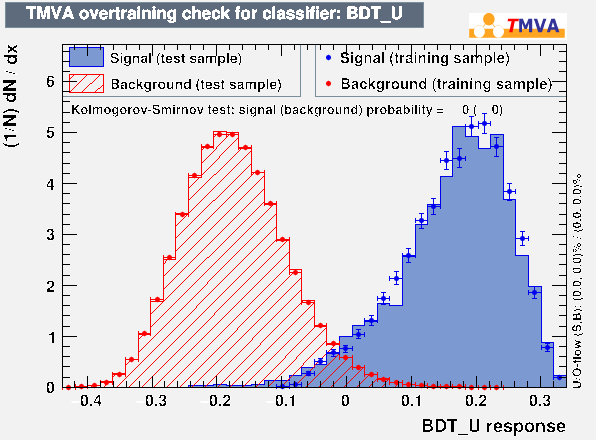 TMVA overtraining check for classifier: BDT_U
TMVA
Signal (test sample)
Signal (training sample)
Background (test sample)
Background (training sample)
Kolmogorov-Smirnov test: signal (background) probability = 0 ( 0)
(1/N) dN / dx
6
5
4
3
2
1
0
-0.4 -0.3 -0.2 -0.1 0 0.1 0.2 0.3
BDT_U response
U/O-flow (S,B): (0.0, 0.0)% / (0.0, 0.0)%